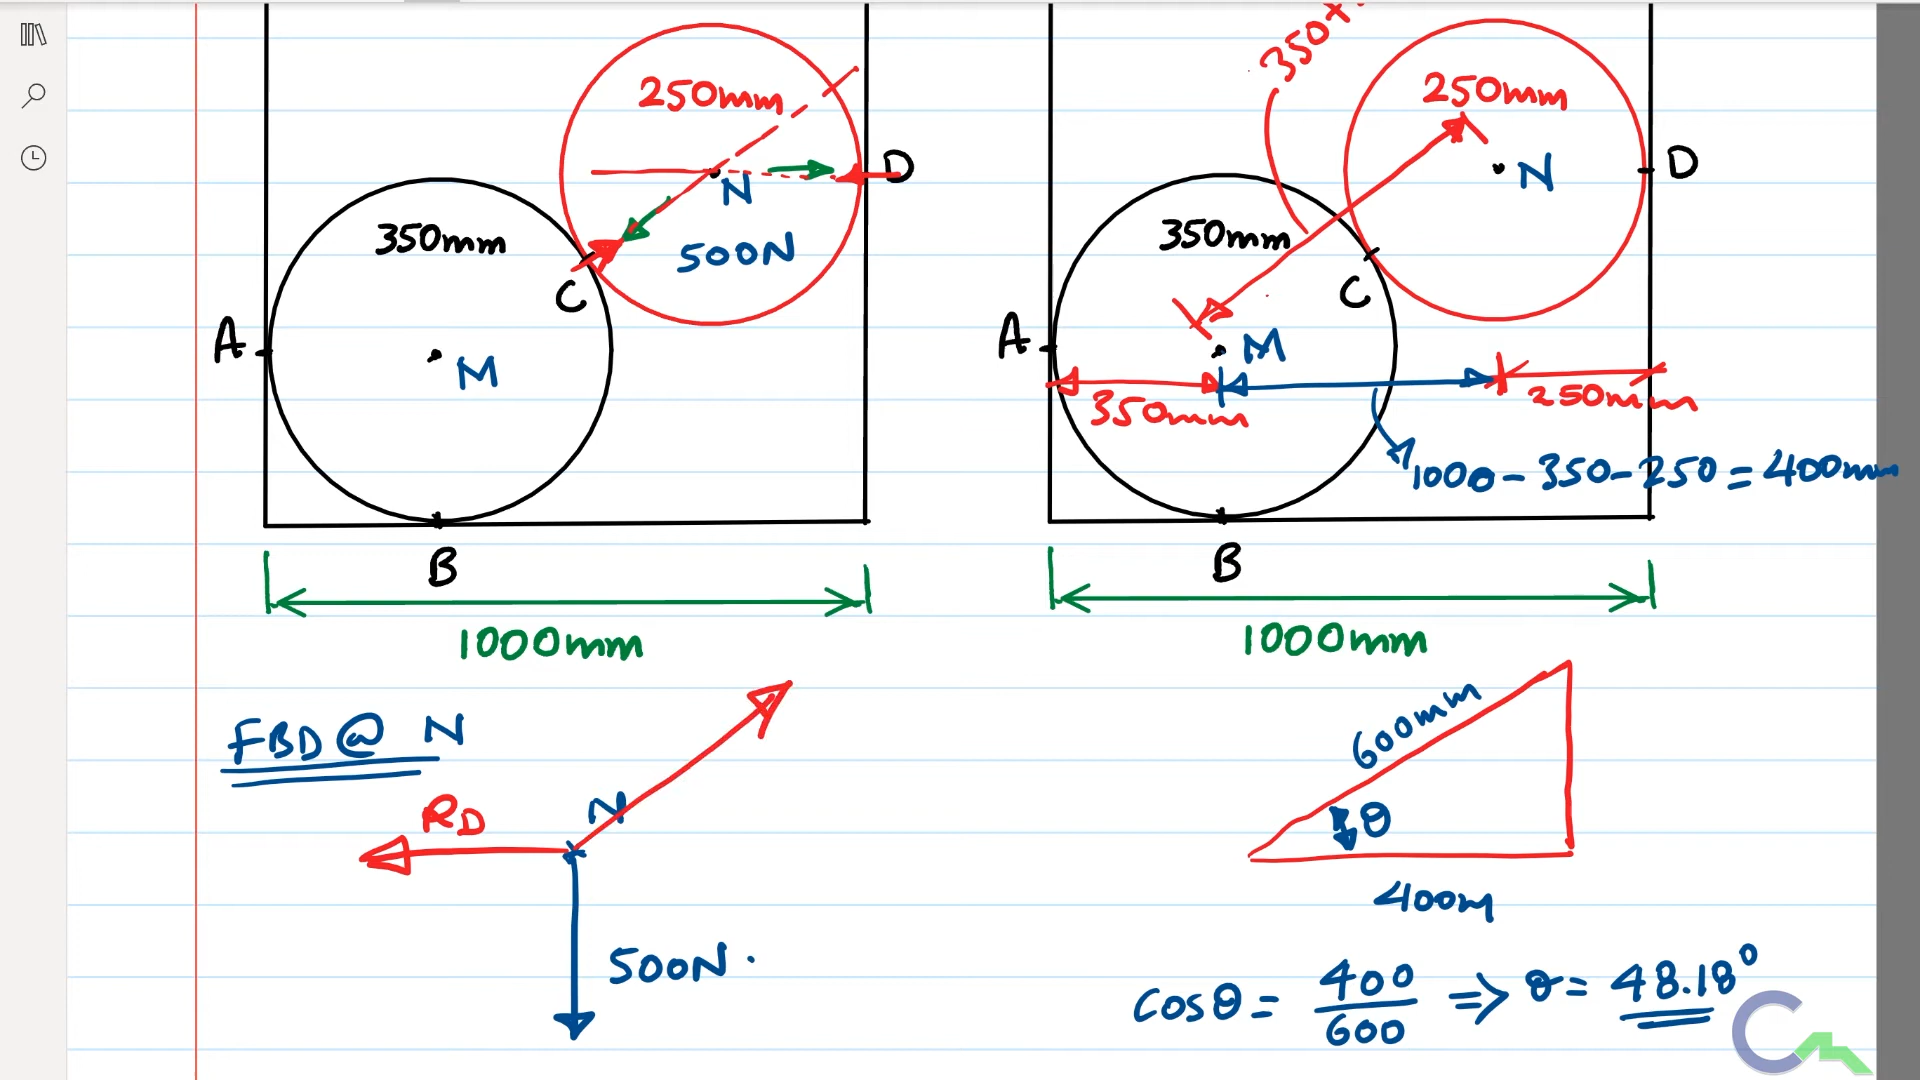 250mm
D
N
500N
350mm
C
A
M
B
1000mm
350+
250mm
D
N
350mm
C
A
M
350mm
250mm
1000-350-250=400mm
B
1000mm
FBD@ N
RD
N
500N.
600mm
θ
400m
cosθ= 400/600 => θ= 48.18°